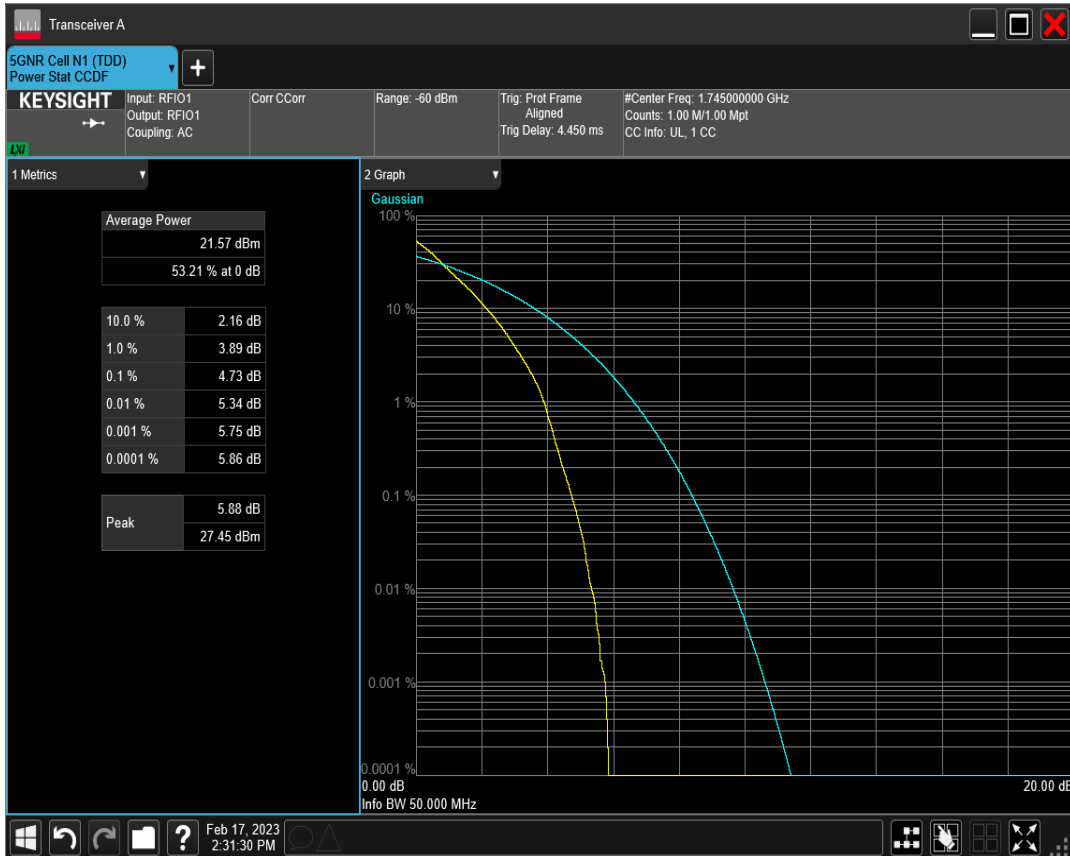 Transceiver A
5GNR Cell N1 (TDD)
Power Stat CCDF
+
KEYSIGHT
LXI
Input: RFIO1
Output: RFIO1
Coupling: AC
Corr CCorr
Range: -60 dBm
Trig: Prot Frame
Aligned
Trig Delay: 4.450 ms
#Center Freq: 1.745000000 GHz
Counts: 1.00 M/1.00 Mpt
CC Info: UL, 1 CC
1 Metrics
Average Power
21.57 dBm
53.21 % at 0 dB
10.0 % 2.16 dB
1.0 % 3.89 dB
0.1 % 4.73 dB
0.01 % 5.34 dB
0.001 % 5.75 dB
0.0001 % 5.86 dB
Peak
5.88 dB
27.45 dBm
2 Graph
Gaussian
100 %
10 %
1 %
0.1 %
0.01 %
0.001 %
0.0001 %
0.00 dB 20.00 dB
Info BW 50.000 MHz
?
Feb 17, 2023
2:31:30 PM